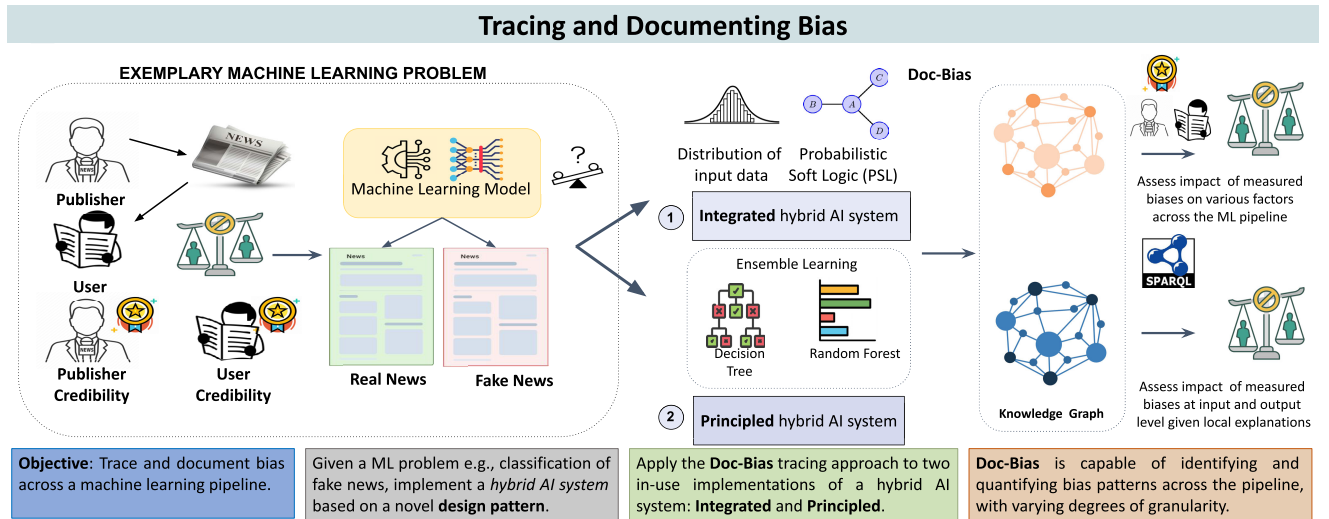 Tracing and Documenting Bias
EXEMPLARY MACHINE LEARNING PROBLEM
NEWS
Publisher
NEWS
User
NEWS
Publisher
Credibility
User
Credibility
?
Machine Learning Model
News
News
Real News
Fake News
Doc-Bias
A
B
C
D
Distribution of
input data
Probabilistic
Soft Logic (PSL)
1
Integrated hybrid AI system
Ensemble Learning
Decision
Tree
Random Forest
2
Principled hybrid AI system
Knowledge Graph
NEWS
Assess impact of measured
biases on various factors
across the ML pipeline
SPARQL
Assess impact of measured
biases at input and output
level given local explanations
Objective: Trace and document bias
across a machine learning pipeline.
Given a ML problem e.g., classification of
fake news, implement a hybrid AI system
based on a novel design pattern.
Apply the Doc-Bias tracing approach to two
in-use implementations of a hybrid AI
system: Integrated and Principled.
Doc-Bias is capable of identifying and
quantifying bias patterns across the pipeline,
with varying degrees of granularity.